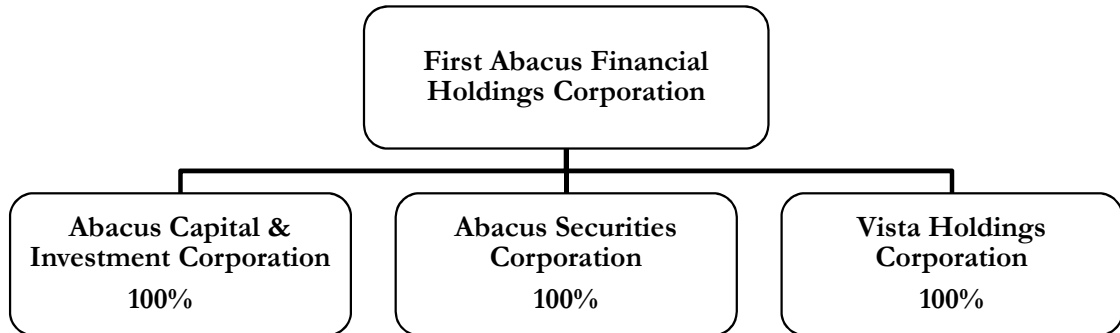 First Abacus Financial
Holdings Corporation
Abacus Capital &
Investment Corporation
100%
Abacus Securities
Corporation
100%
Vista Holdings
Corporation
100%